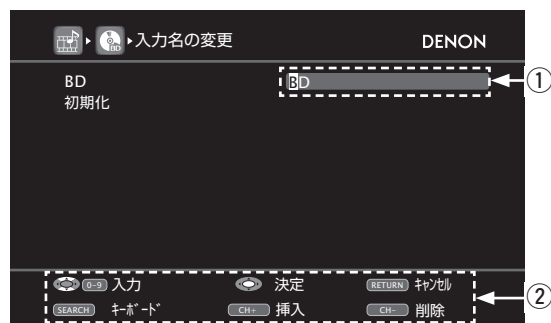 BD
入力名の変更 DENON
BD BD ①
初期化
0-9 入力 決定 RETURN ｷｬﾝｾﾙ
SEARCH ｷｰﾎﾞｰﾄﾞ CH+ 挿入 CH- 削除 ②